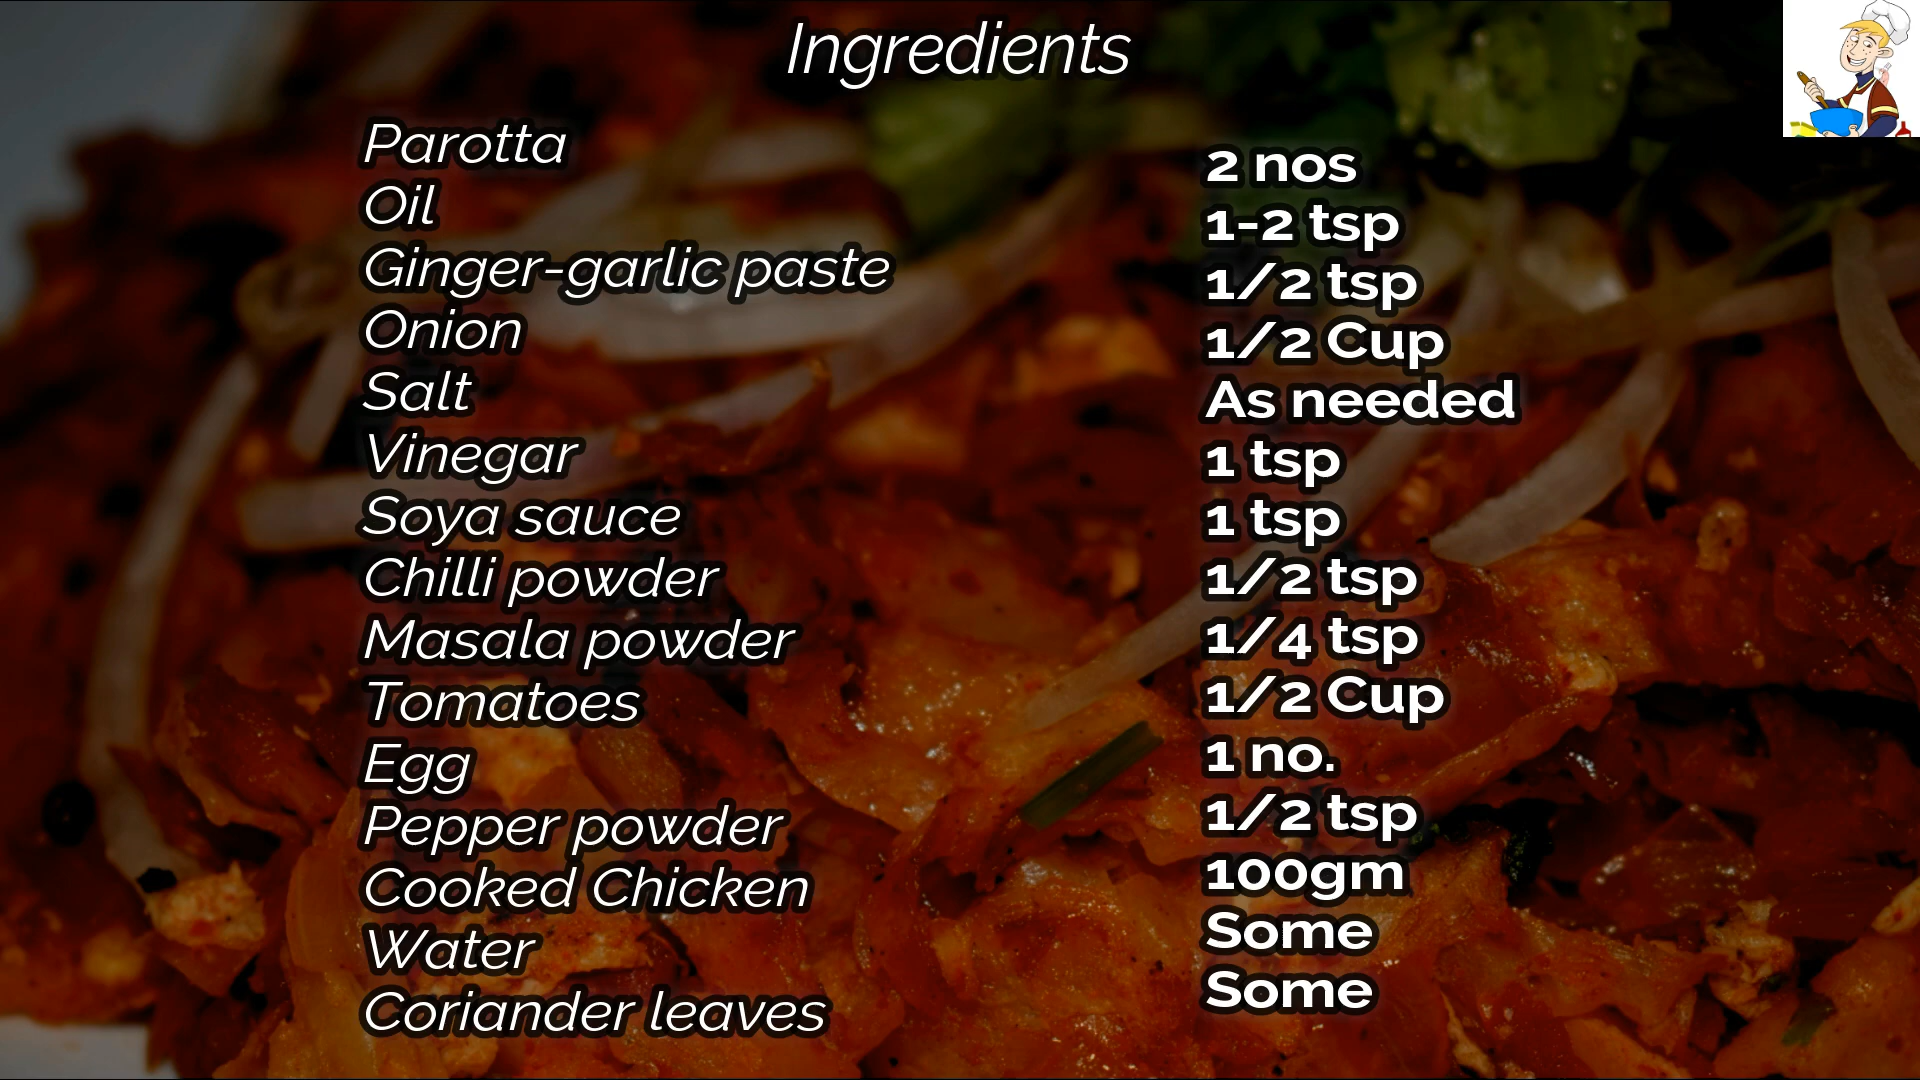 Ingredients
Parotta 2 nos
Oil 1-2 tsp
Ginger-garlic paste 1/2 tsp
Onion 1/2 Cup
Salt As needed
Vinegar 1 tsp
Soya sauce 1 tsp
Chilli powder 1/2 tsp
Masala powder 1/4 tsp
Tomatoes 1/2 Cup
Egg 1 no.
Pepper powder 1/2 tsp
Cooked Chicken 100gm
Water Some
Coriander leaves Some